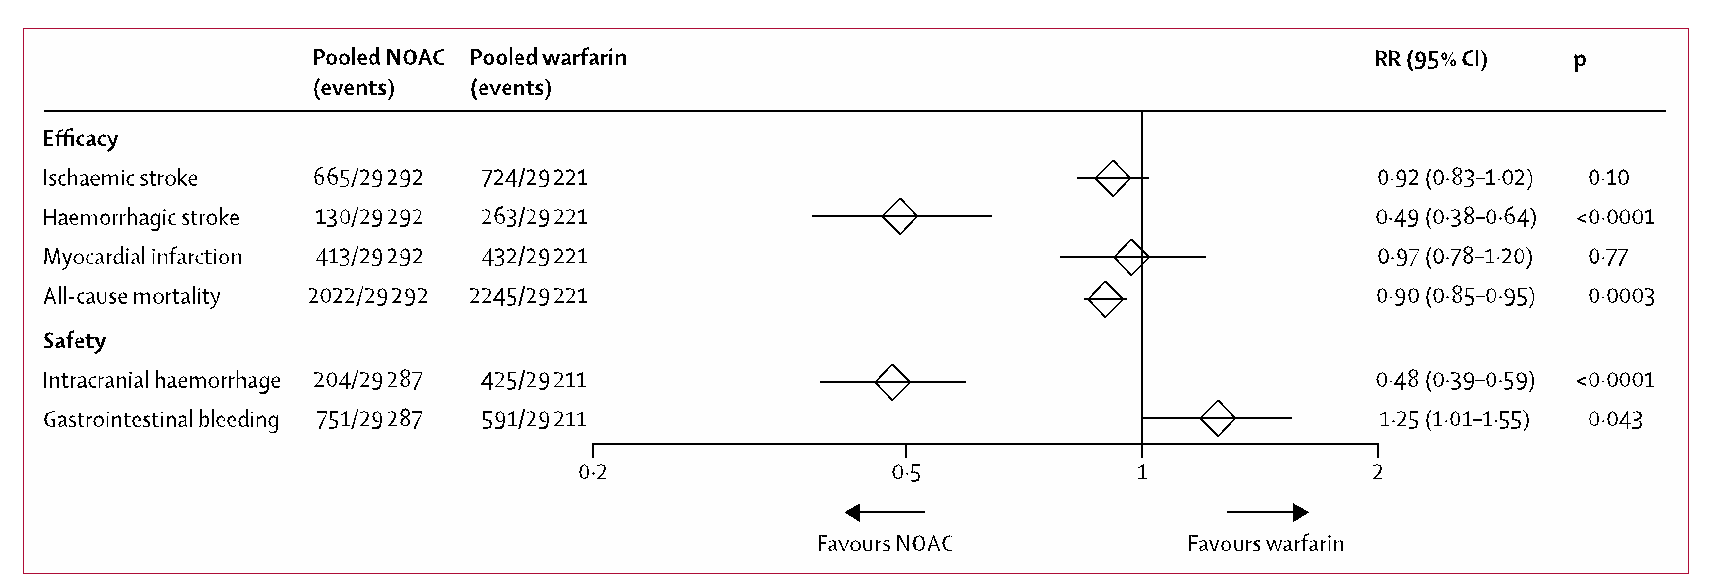 Pooled NOAC Pooled warfarin RR (95% CI) p
(events) (events)
Efficacy
Ischaemic stroke 665/29 292 724/29 221 0·92 (0·83–1·02) 0·10
Haemorrhagic stroke 130/29 292 263/29 221 0·49 (0·38–0·64) <0·0001
Myocardial infarction 413/29 292 432/29 221 0·97 (0·78–1·20) 0·77
All-cause mortality 2022/29 292 2245/29 221 0·90 (0·85–0·95) 0·0003
Safety
Intracranial haemorrhage 204/29 287 425/29 211 0·48 (0·39–0·59) <0·0001
Gastrointestinal bleeding 751/29 287 591/29 211 1·25 (1·01–1·55) 0·043
0·2 0·5 1 2
Favours NOAC Favours warfarin